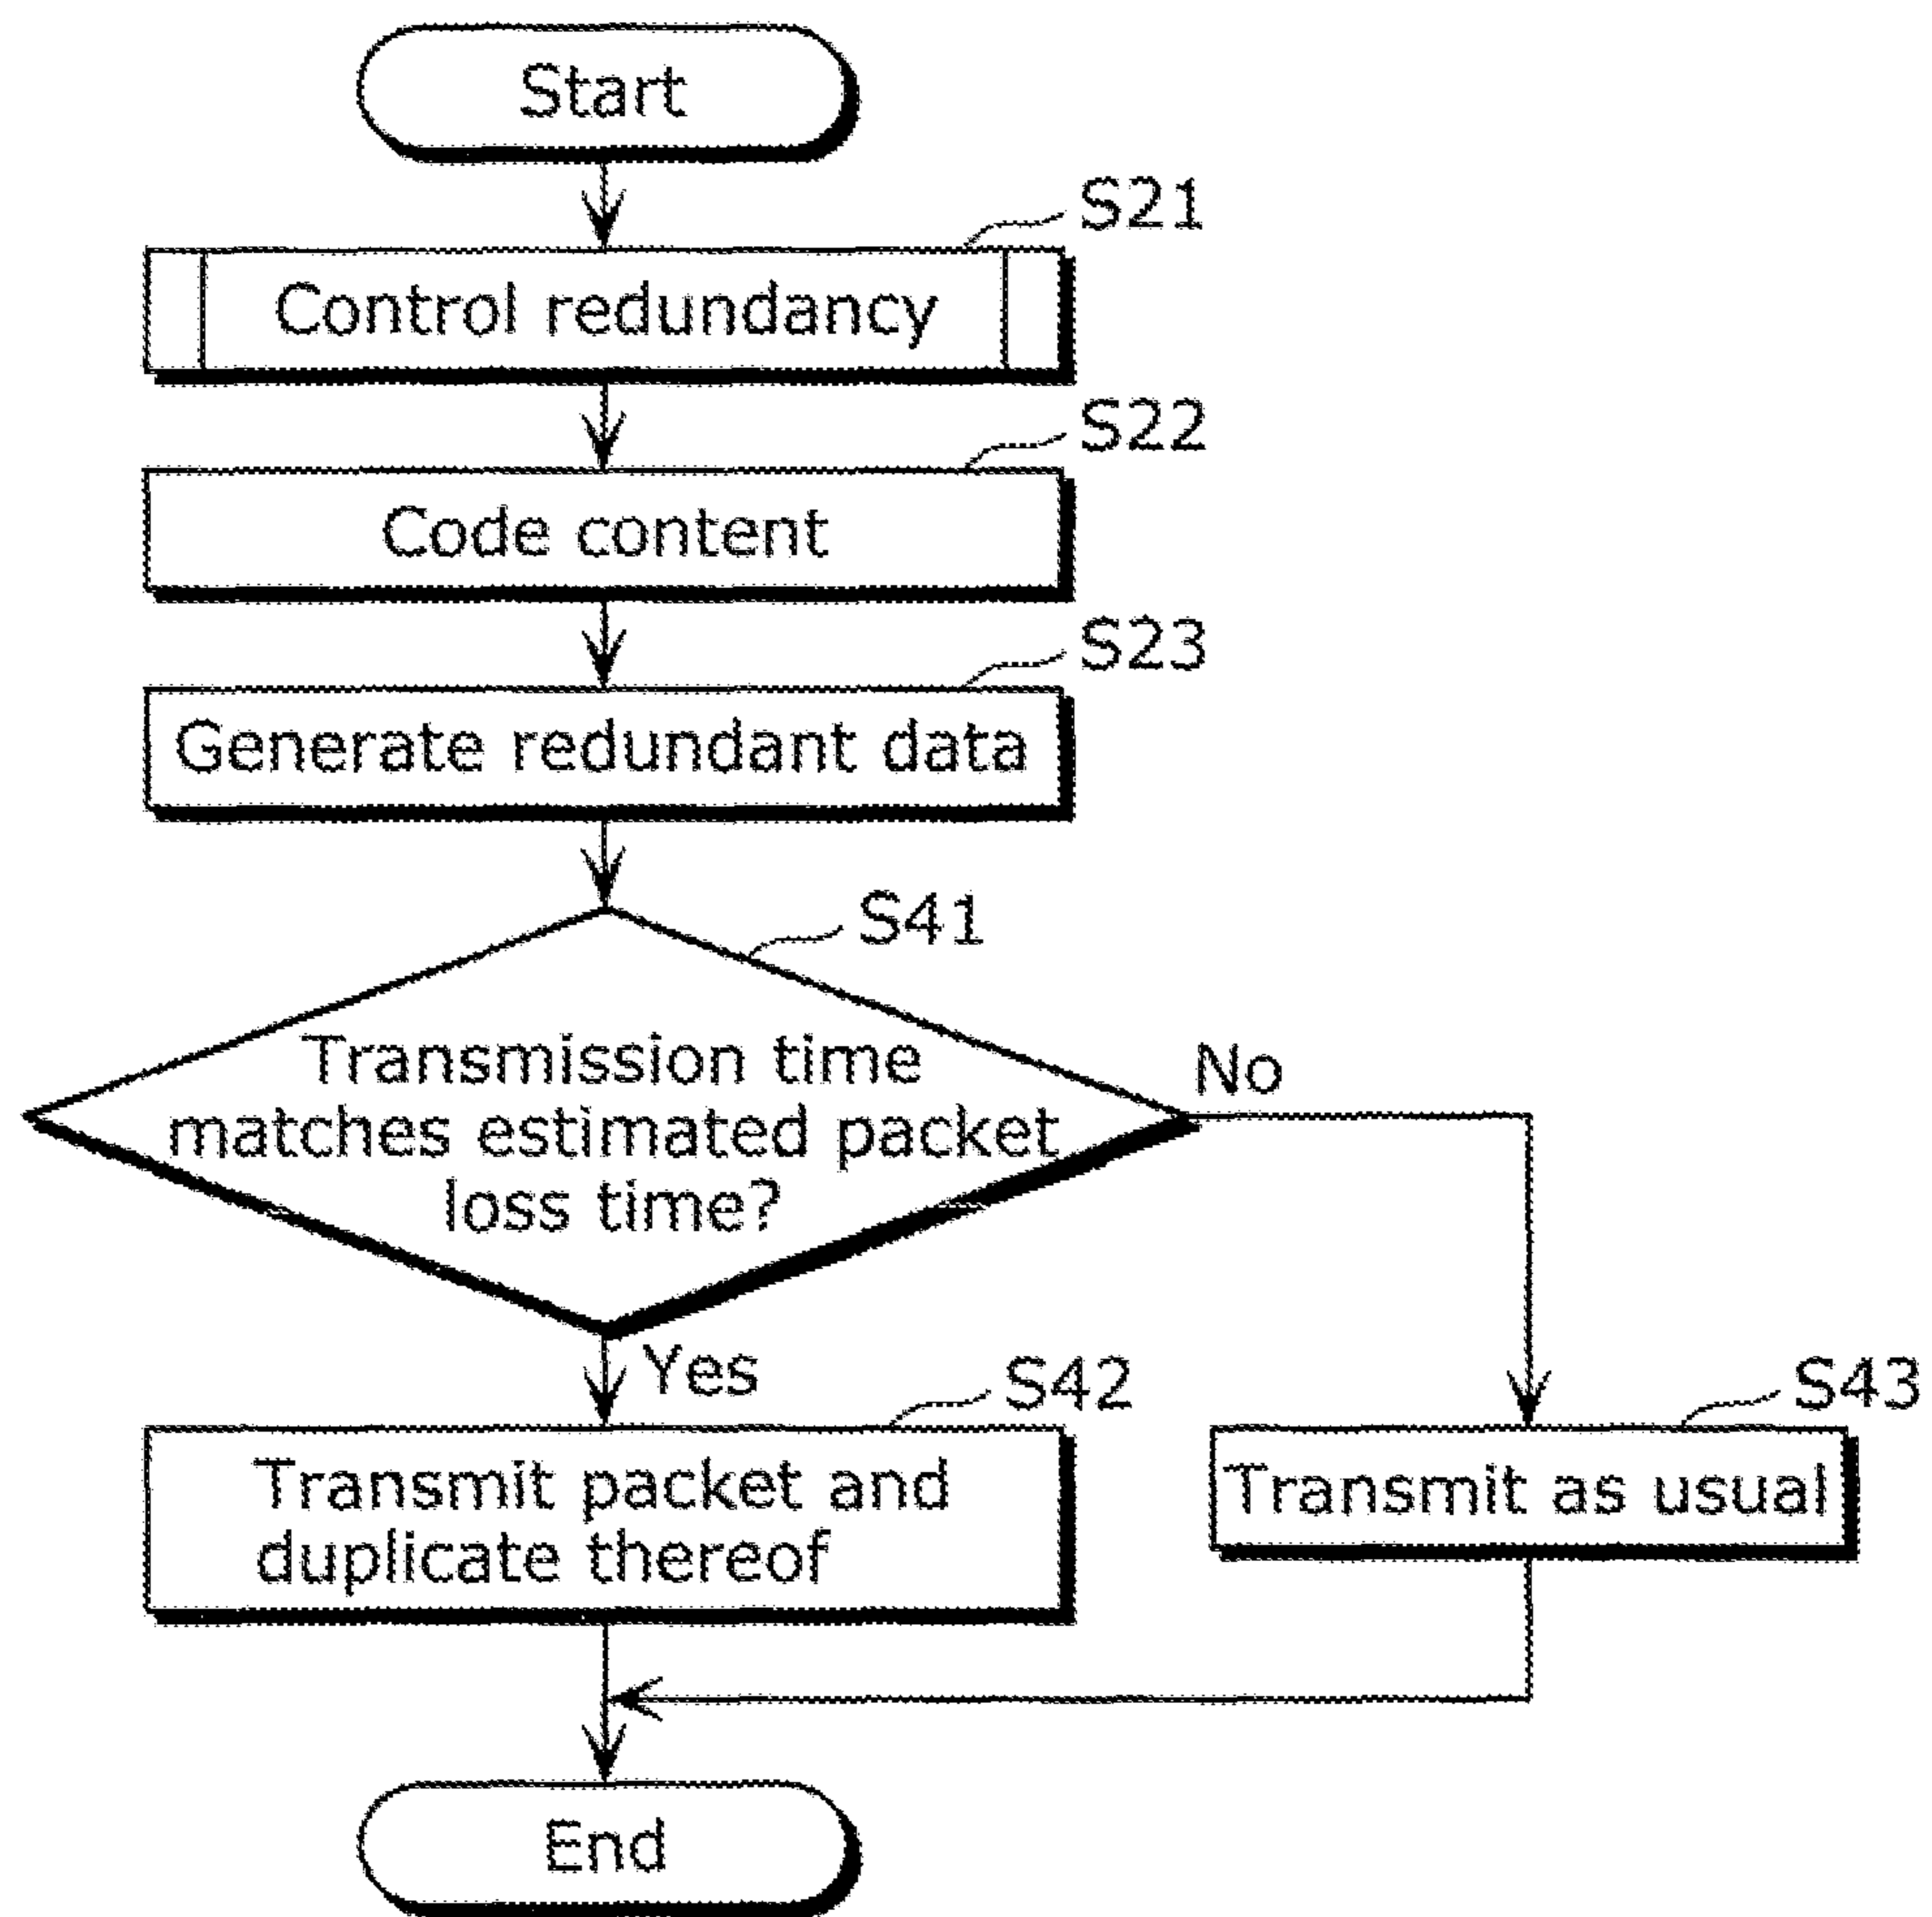 Start
S21
Control redundancy
S22
Code content
S23
Generate redundant data
S41
Transmission time
matches estimated packet
loss time?
No
Yes
S42
Transmit packet and
duplicate thereof
S43
Transmit as usual
End